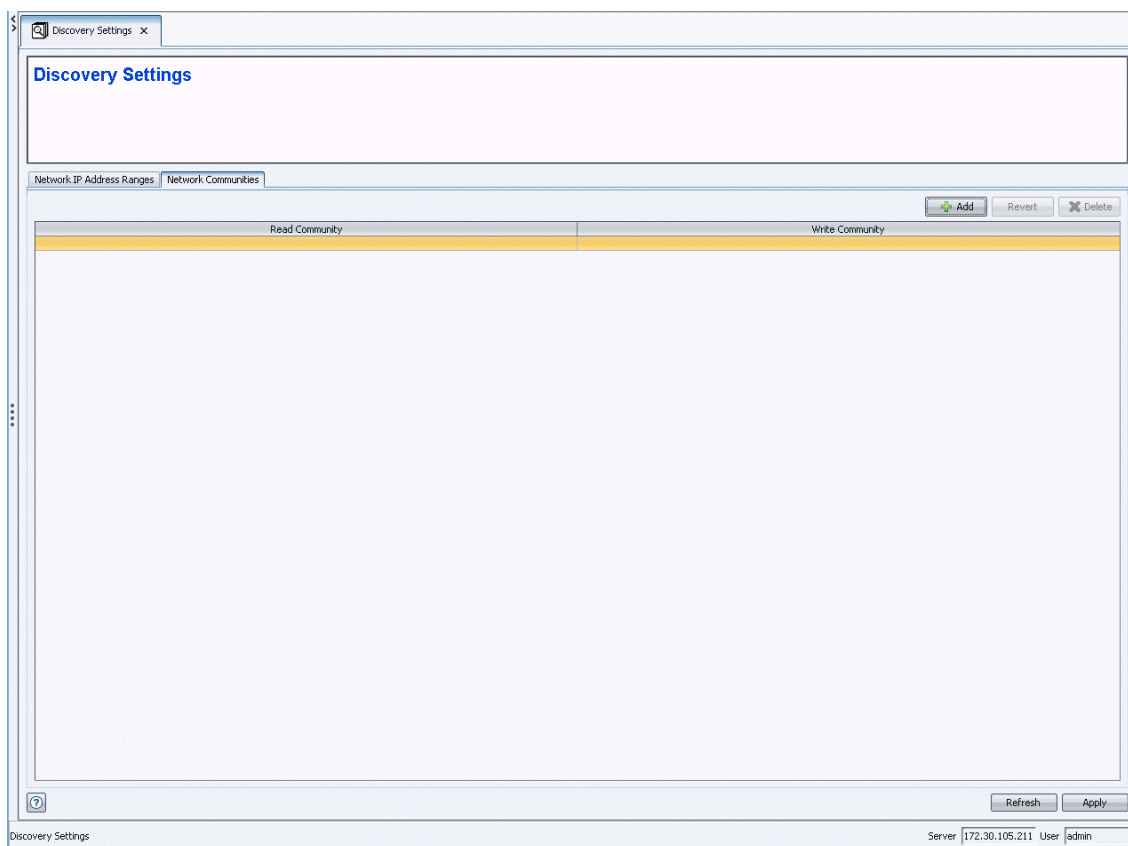 Discovery Settings
Discovery Settings
Network IP Address Ranges Network Communities
Add Revert Delete
Read Community Write Community
Refresh Apply
Discovery Settings Server 172.30.105.211 User admin